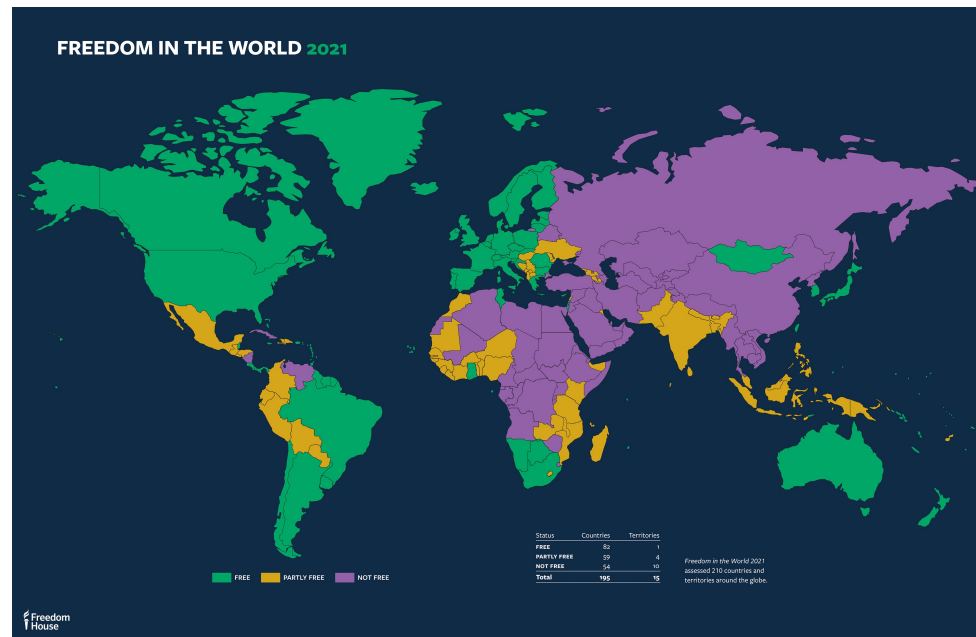 FREEDOM IN THE WORLD 2021
Status Countries Territories
FREE 82 1
PARTLY FREE 59 4
NOT FREE 54 10
Total 195 15
Freedom in the World 2021
assessed 210 countries and
territories around the globe.
FREE PARTLY FREE NOT FREE
Freedom
House